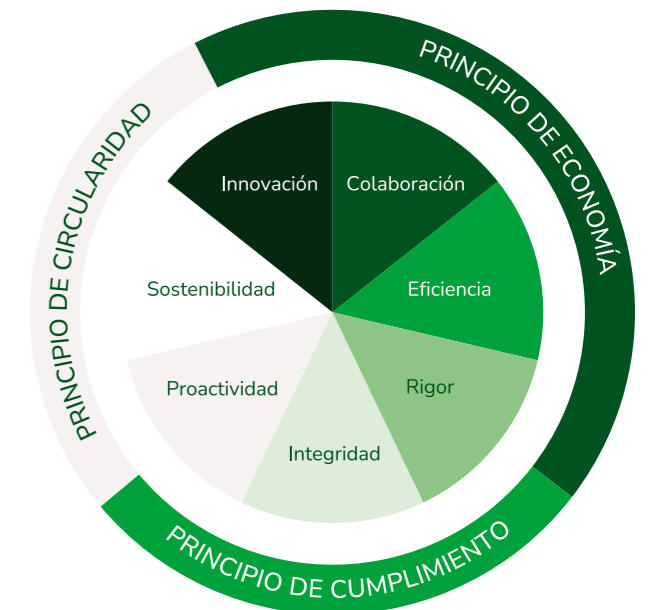 PRINCIPIO DE ECONOMÍA
PRINCIPIO DE CIRCULARIDAD
Innovación
Colaboración
Sostenibilidad
Eficiencia
Proactividad
Rigor
Integridad
PRINCIPIO DE CUMPLIMIENTO